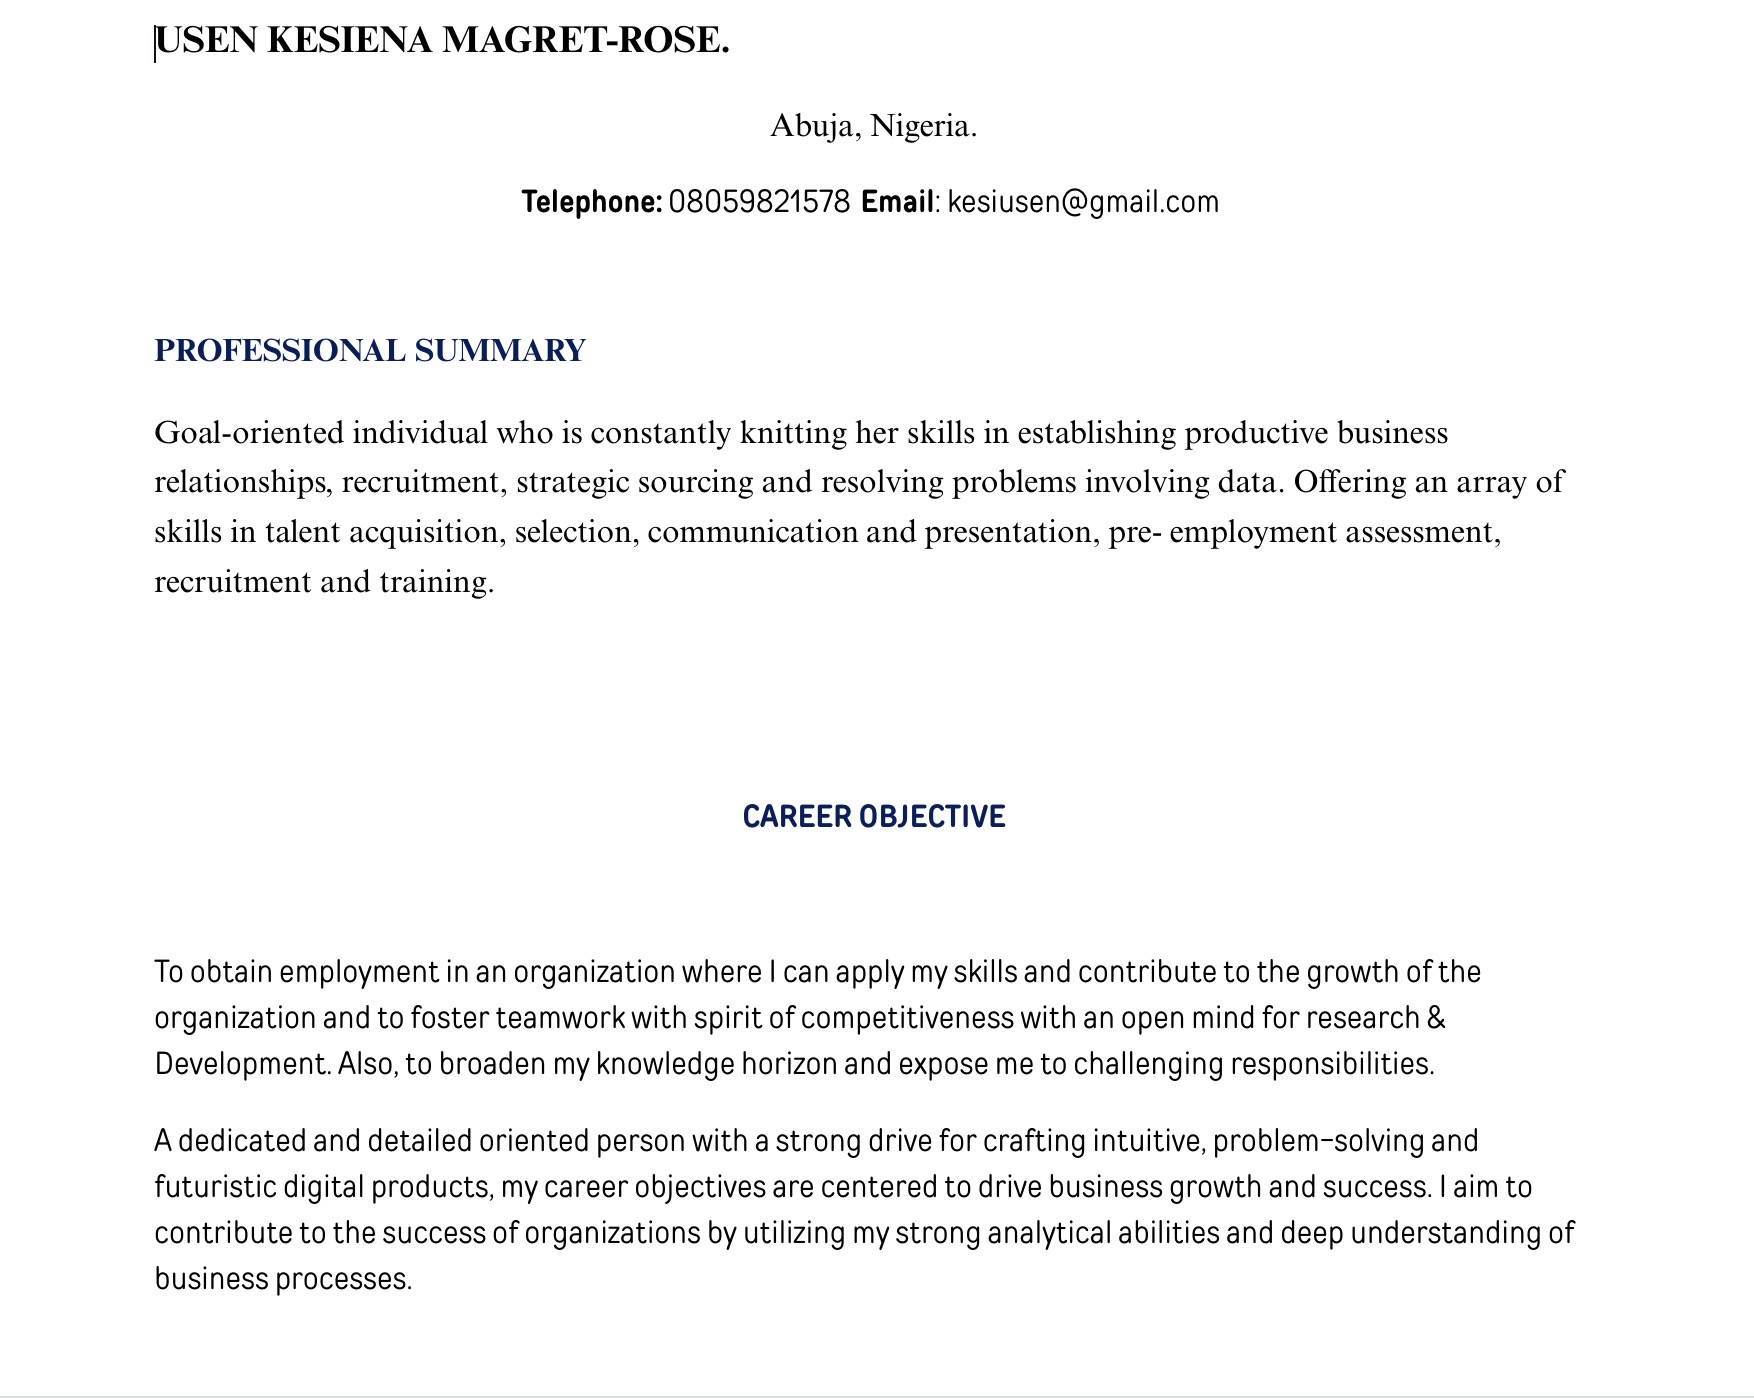 USEN KESIENA MAGRET-ROSE.
Abuja, Nigeria.
Telephone: 08059821578 Email: kesiusen@gmail.com
PROFESSIONAL SUMMARY
Goal-oriented individual who is constantly knitting her skills in establishing productive business
relationships, recruitment, strategic sourcing and resolving problems involving data. Offering an array of
skills in talent acquisition, selection, communication and presentation, pre- employment assessment,
recruitment and training.
CAREER OBJECTIVE
To obtain employment in an organization where I can apply my skills and contribute to the growth of the
organization and to foster teamwork with spirit of competitiveness with an open mind for research &
Development. Also, to broaden my knowledge horizon and expose me to challenging responsibilities.
A dedicated and detailed oriented person with a strong drive for crafting intuitive, problem-solving and
futuristic digital products, my career objectives are centered to drive business growth and success. I aim to
contribute to the success of organizations by utilizing my strong analytical abilities and deep understanding of
business processes.